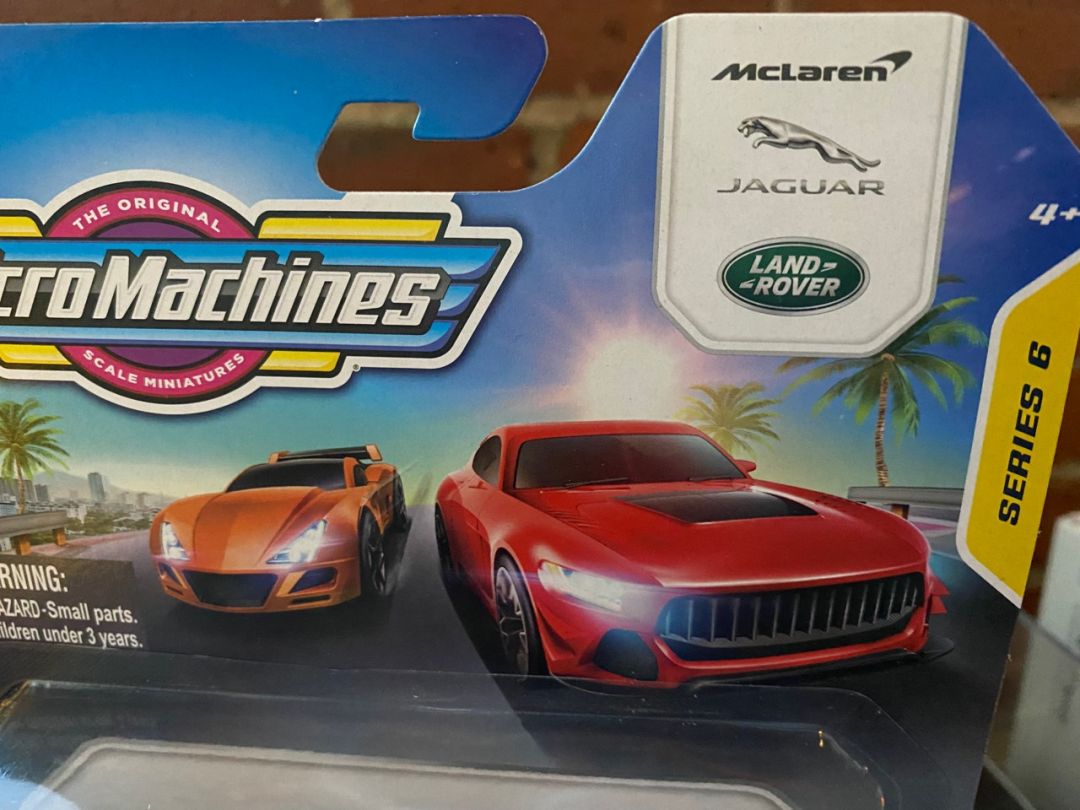 McLaren
JAGUAR
LAND-
-ROVER
4+
THE ORIGINAL
croMachines
SCALE MINIATURES
SERIES 6
RNING:
AZARD-Small parts.
ildren under 3 years.